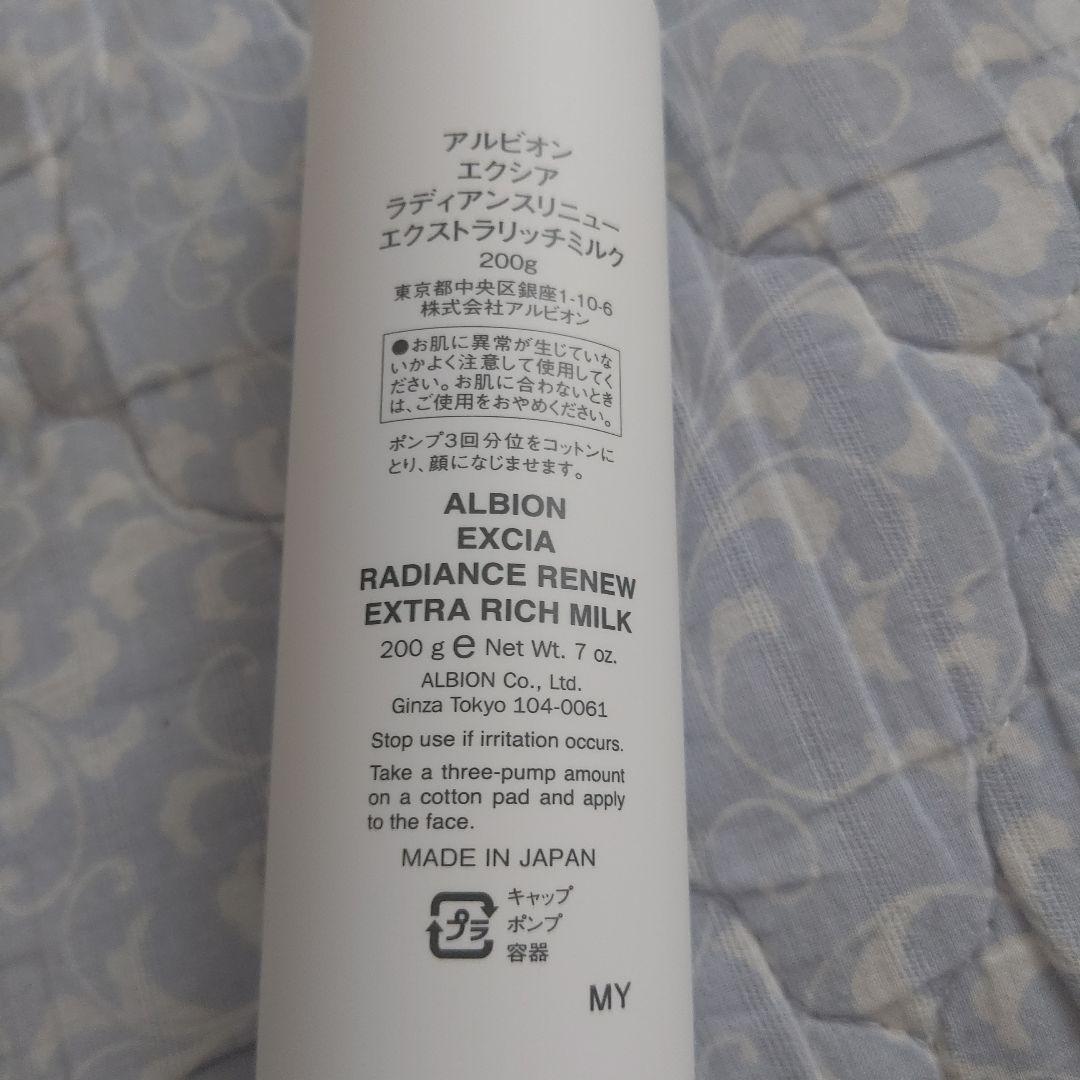 アルビオン
エクシア
ラディアンスリニュー
エクストラリッチミルク
200g
東京都中央区銀座1-10-6
株式会社アルビオン
●お肌に異常が生じていな
いかよく注意して使用してく
ださい。お肌に合わないとき
は、ご使用をおやめください。
ポンプ3回分位をコットンに
とり、顔になじませます。
ALBION
EXCIA
RADIANCE RENEW
EXTRA RICH MILK
200 g e Net Wt. 7 oz.
ALBION Co., Ltd.
Ginza Tokyo 104-0061
Stop use if irritation occurs.
Take a three-pump amount
on a cotton pad and apply
to the face.
MADE IN JAPAN
プラ キャップ
ポンプ
容器
MY